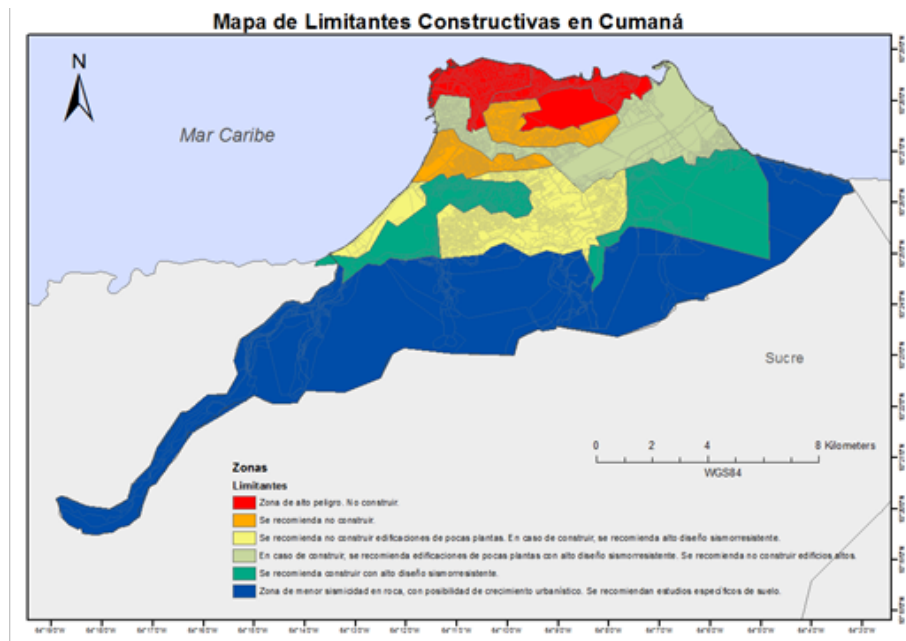 Mapa de Limitantes Constructivas en Cumaná
N
Mar Caribe
Sucre
0 2 4 8 Kilometers
WGS84
Zonas
Limitantes
Zona de alto peligro. No construir.
Se recomienda no construir.
Se recomienda no construir edificaciones de pocas plantas. En caso de construir, se recomienda alto diseño sismorresistente.
En caso de construir, se recomienda edificaciones de pocas plantas con alto diseño sismorresistente. Se recomienda no construir edificios altos.
Se recomienda construir con alto diseño sismorresistente.
Zona de menor sismicidad en roca, con posibilidad de crecimiento urbanístico. Se recomiendan estudios específicos de suelo.